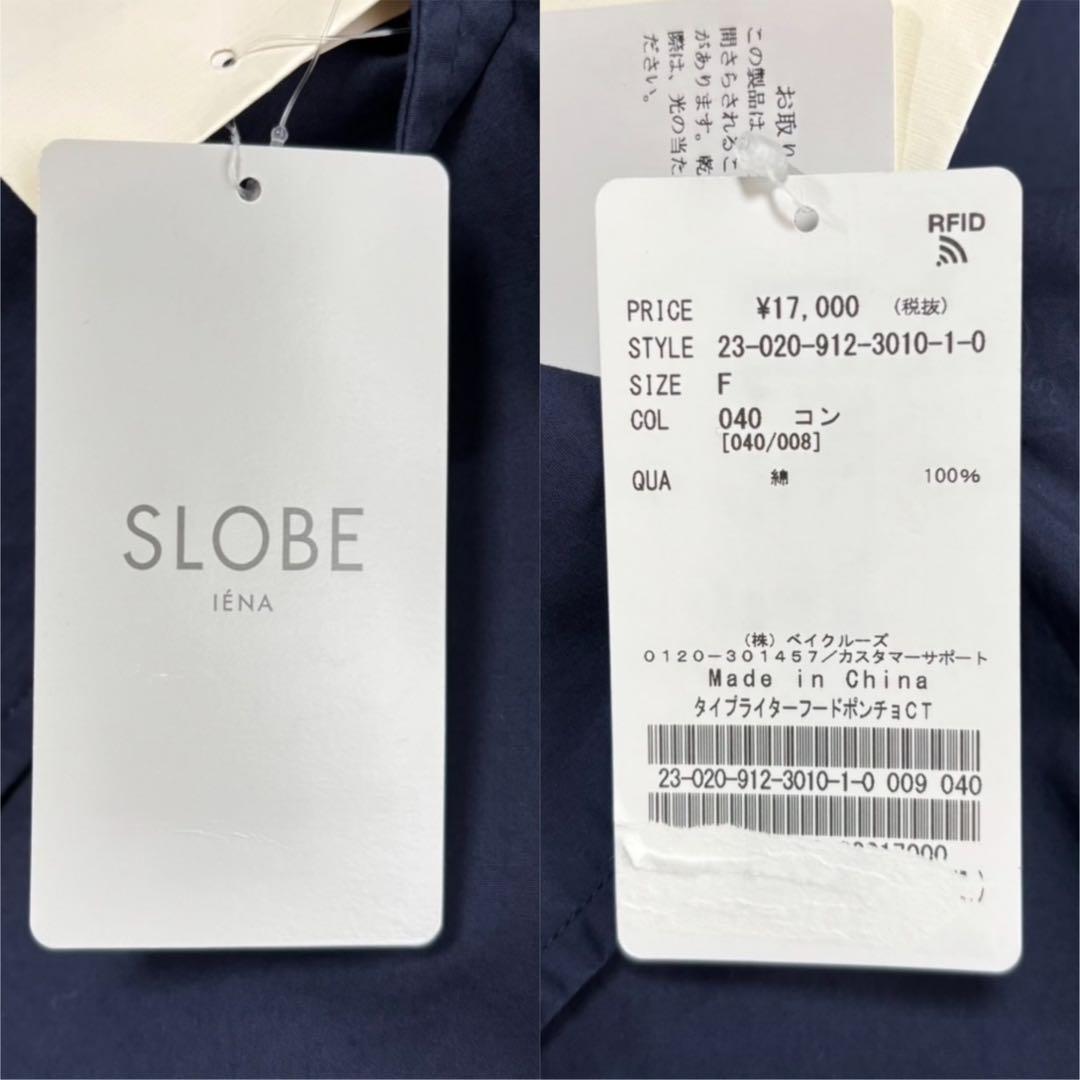 SLOBE
IÉNA
お取り
この製品は
開さらされるこ
があります。乾
際は、光の当た
ださい。
RFID
PRICE ¥17,000 (税抜)
STYLE 23-020-912-3010-1-0
SIZE F
COL 040 コン
[040/008]
QUA 綿 100%
(株) ベイクルーズ
0120-301457/カスタマーサポート
Made in China
タイプライターフードポンチョCT
23-020-912-3010-1-0 009 040